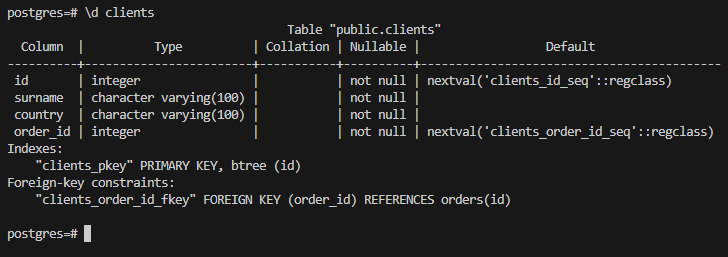 postgres=# \d clients
                                    Table "public.clients"
  Column  |          Type          | Collation | Nullable |                 Default
----------+------------------------+-----------+----------+-----------------------------------------
 id       | integer                |           | not null | nextval('clients_id_seq'::regclass)
 surname  | character varying(100) |           | not null |
 country  | character varying(100) |           | not null |
 order_id | integer                |           | not null | nextval('clients_order_id_seq'::regclass)
Indexes:
    "clients_pkey" PRIMARY KEY, btree (id)
Foreign-key constraints:
    "clients_order_id_fkey" FOREIGN KEY (order_id) REFERENCES orders(id)
postgres=#